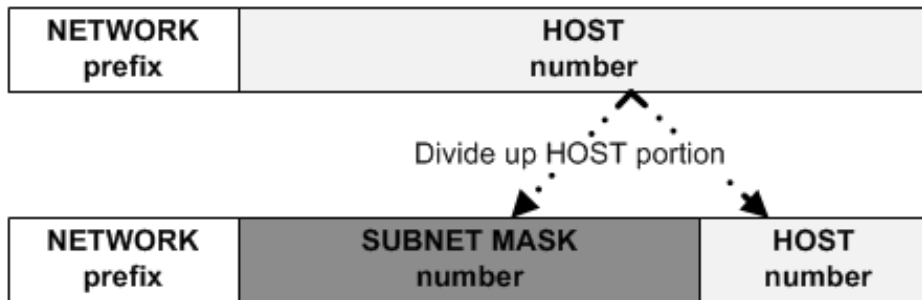 NETWORK HOST
prefix number
Divide up HOST portion
NETWORK SUBNET MASK HOST
prefix number number